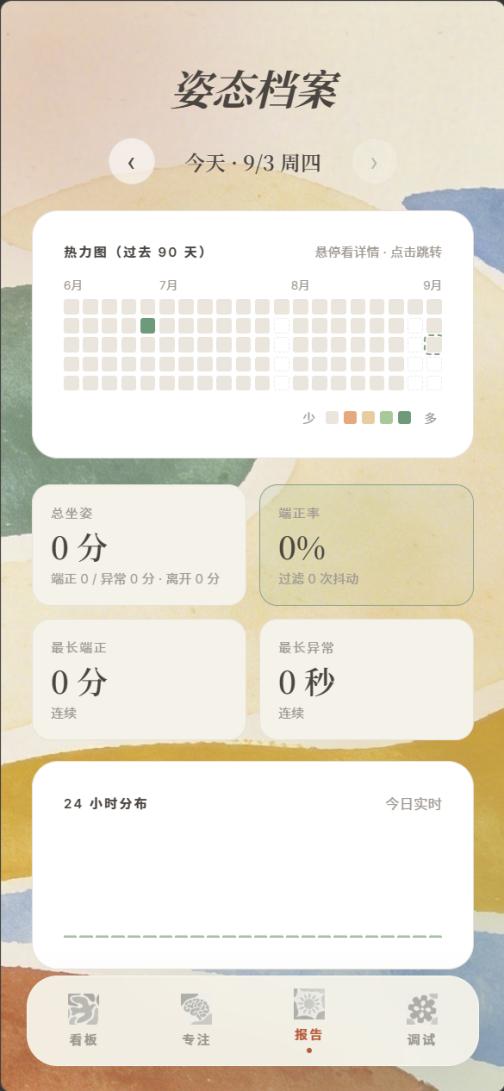 姿态档案
‹ 今天 · 9/3 周四 ›
热力图（过去 90 天） 悬停看详情 · 点击跳转
6月 7月 8月 9月
少 多
总坐姿
0 分
端正 0 / 异常 0 分 · 离开 0 分
端正率
0%
过滤 0 次抖动
最长端正
0 分
连续
最长异常
0 秒
连续
24 小时分布 今日实时
看板 专注 报告 调试